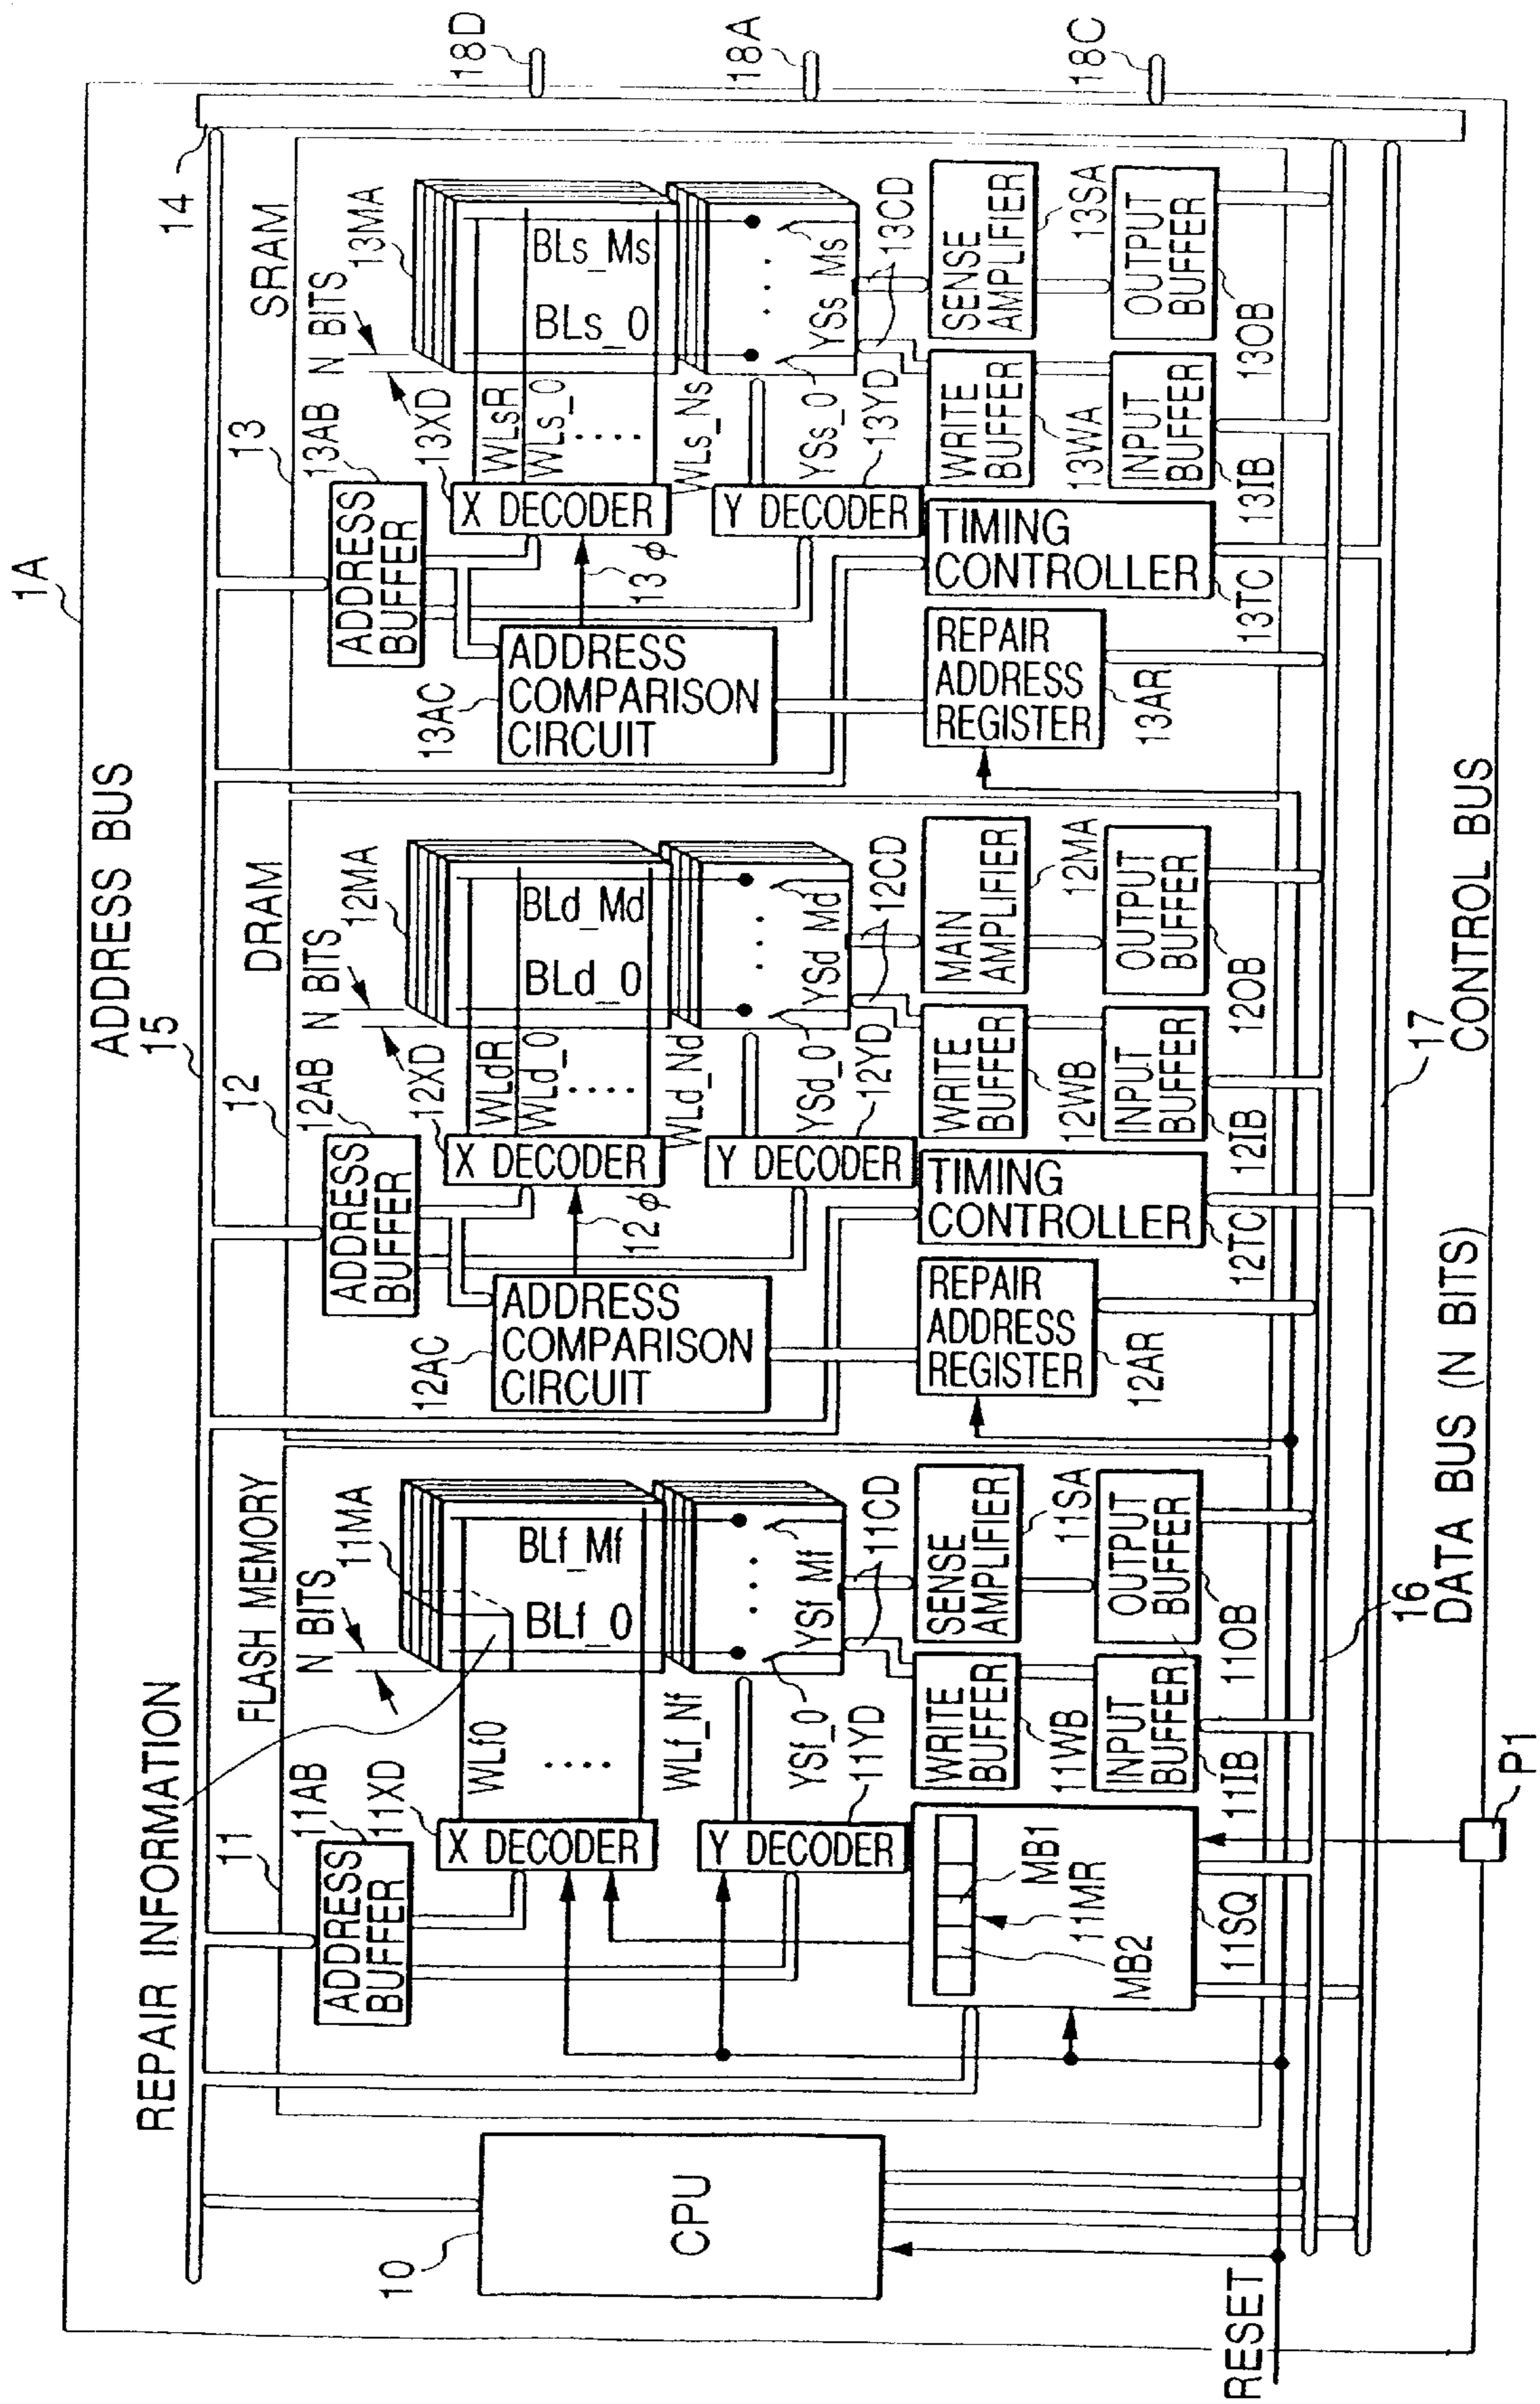 1A
ADDRESS BUS
15
REPAIR INFORMATION
14
18D
18A
18C
10
CPU
RESET
11
FLASH MEMORY
11AB
ADDRESS
BUFFER
N BITS
11MA
11XD
X DECODER
WLf0
....
WLf_Nf
BLf_Mf
BLf_0
Y DECODER
11YD
YSf_0
YSf_Mf
...
11CD
MB1
11MR
MB2
11SQ
WRITE
BUFFER
11WB
SENSE
AMPLIFIER
11SA
INPUT
BUFFER
11IB
OUTPUT
BUFFER
11OB
12
DRAM
12AB
ADDRESS
BUFFER
N BITS
12MA
12XD
X DECODER
WLdR
WLd_0
....
WLd_Nd
BLd_Md
BLd_0
12φ
12AC
ADDRESS
COMPARISON
CIRCUIT
Y DECODER
12YD
YSd_0
YSd_Md
...
12CD
REPAIR
ADDRESS
REGISTER
12AR
TIMING
CONTROLLER
12TC
WRITE
BUFFER
12WB
MAIN
AMPLIFIER
12MA
INPUT
BUFFER
12IB
OUTPUT
BUFFER
12OB
13
SRAM
13AB
ADDRESS
BUFFER
N BITS
13MA
13XD
X DECODER
WLsR
WLs_0
....
WLs_Ns
BLs_Ms
BLs_0
13φ
13AC
ADDRESS
COMPARISON
CIRCUIT
Y DECODER
13YD
YSs_0
YSs_Ms
...
13CD
REPAIR
ADDRESS
REGISTER
13AR
TIMING
CONTROLLER
13TC
WRITE
BUFFER
13WA
SENSE
AMPLIFIER
13SA
INPUT
BUFFER
13IB
OUTPUT
BUFFER
13OB
P1
16
DATA BUS (N BITS)
17
CONTROL BUS